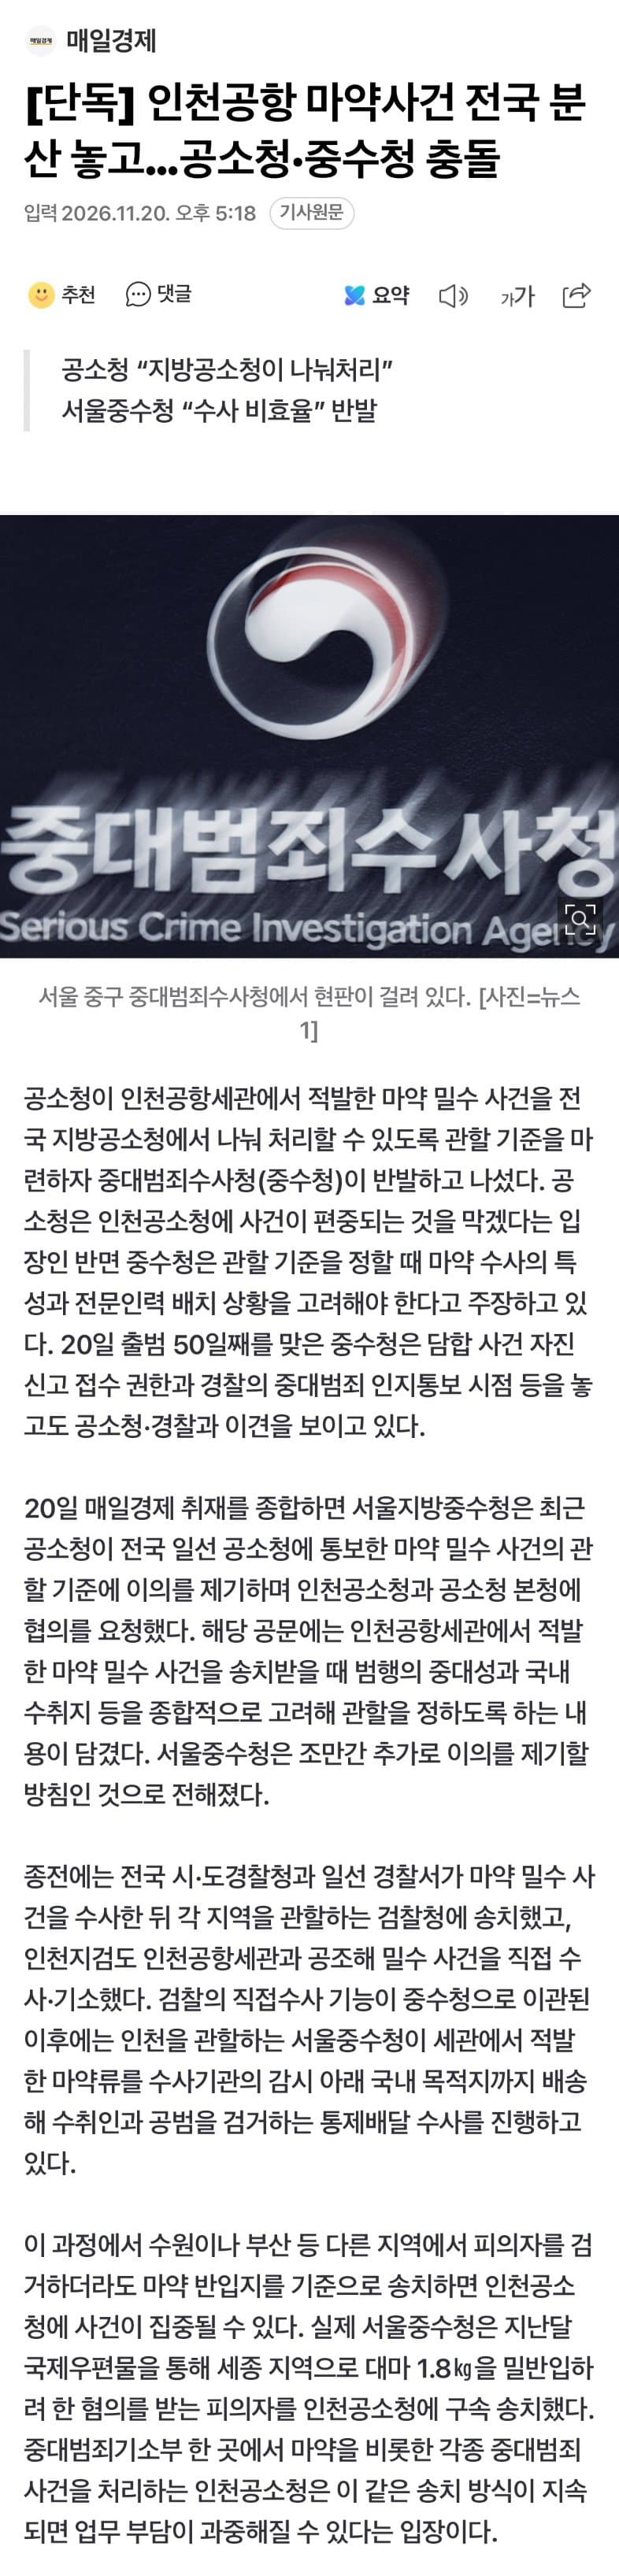 매일경제 매일경제
[단독] 인천공항 마약사건 전국 분
산 놓고…공소청·중수청 충돌
입력 2026.11.20. 오후 5:18 기사원문
추천 댓글 요약 가가
공소청 “지방공소청이 나눠처리”
서울중수청 “수사 비효율” 반발
중대범죄수사청
Serious Crime Investigation Agency
서울 중구 중대범죄수사청에서 현판이 걸려 있다. [사진=뉴스
1]
공소청이 인천공항세관에서 적발한 마약 밀수 사건을 전
국 지방공소청에서 나눠 처리할 수 있도록 관할 기준을 마
련하자 중대범죄수사청(중수청)이 반발하고 나섰다. 공
소청은 인천공소청에 사건이 편중되는 것을 막겠다는 입
장인 반면 중수청은 관할 기준을 정할 때 마약 수사의 특
성과 전문인력 배치 상황을 고려해야 한다고 주장하고 있
다. 20일 출범 50일째를 맞은 중수청은 담합 사건 자진
신고 접수 권한과 경찰의 중대범죄 인지통보 시점 등을 놓
고도 공소청·경찰과 이견을 보이고 있다.
20일 매일경제 취재를 종합하면 서울지방중수청은 최근
공소청이 전국 일선 공소청에 통보한 마약 밀수 사건의 관
할 기준에 이의를 제기하며 인천공소청과 공소청 본청에
협의를 요청했다. 해당 공문에는 인천공항세관에서 적발
한 마약 밀수 사건을 송치받을 때 범행의 중대성과 국내
수취지 등을 종합적으로 고려해 관할을 정하도록 하는 내
용이 담겼다. 서울중수청은 조만간 추가로 이의를 제기할
방침인 것으로 전해졌다.
종전에는 전국 시·도경찰청과 일선 경찰서가 마약 밀수 사
건을 수사한 뒤 각 지역을 관할하는 검찰청에 송치했고,
인천지검도 인천공항세관과 공조해 밀수 사건을 직접 수
사·기소했다. 검찰의 직접수사 기능이 중수청으로 이관된
이후에는 인천을 관할하는 서울중수청이 세관에서 적발
한 마약류를 수사기관의 감시 아래 국내 목적지까지 배송
해 수취인과 공범을 검거하는 통제배달 수사를 진행하고
있다.
이 과정에서 수원이나 부산 등 다른 지역에서 피의자를 검
거하더라도 마약 반입지를 기준으로 송치하면 인천공소
청에 사건이 집중될 수 있다. 실제 서울중수청은 지난달
국제우편물을 통해 세종 지역으로 대마 1.8㎏을 밀반입하
려 한 혐의를 받는 피의자를 인천공소청에 구속 송치했다.
중대범죄기소부 한 곳에서 마약을 비롯한 각종 중대범죄
사건을 처리하는 인천공소청은 이 같은 송치 방식이 지속
되면 업무 부담이 과중해질 수 있다는 입장이다.